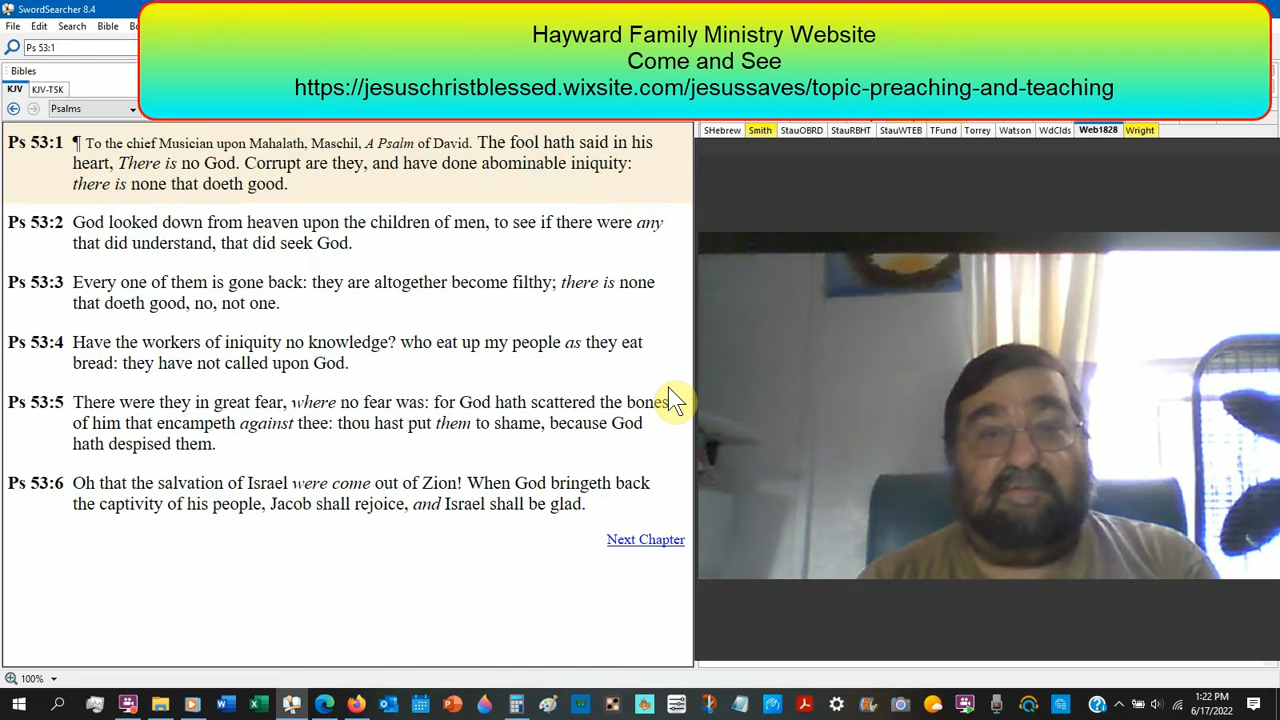 SwordSearcher 8.4
File Edit Search Bible
Ps 53:1
Bibles
KJV KJV-TSK
Psalms
Hayward Family Ministry Website
Come and See
https://jesuschristblessed.wixsite.com/jesussaves/topic-preaching-and-teaching
SHebrew Smith StauOBRD StauRBHT StauWTEB TFund Torrey Watson WdClds Web1828 Wright
Ps 53:1 ¶ To the chief Musician upon Mahalath, Maschil, A Psalm of David. The fool hath said in his
heart, There is no God. Corrupt are they, and have done abominable iniquity:
there is none that doeth good.
Ps 53:2 God looked down from heaven upon the children of men, to see if there were any
that did understand, that did seek God.
Ps 53:3 Every one of them is gone back: they are altogether become filthy; there is none
that doeth good, no, not one.
Ps 53:4 Have the workers of iniquity no knowledge? who eat up my people as they eat
bread: they have not called upon God.
Ps 53:5 There were they in great fear, where no fear was: for God hath scattered the bones
of him that encampeth against thee: thou hast put them to shame, because God
hath despised them.
Ps 53:6 Oh that the salvation of Israel were come out of Zion! When God bringeth back
the captivity of his people, Jacob shall rejoice, and Israel shall be glad.
Next Chapter
100%
1:22 PM
6/17/2022